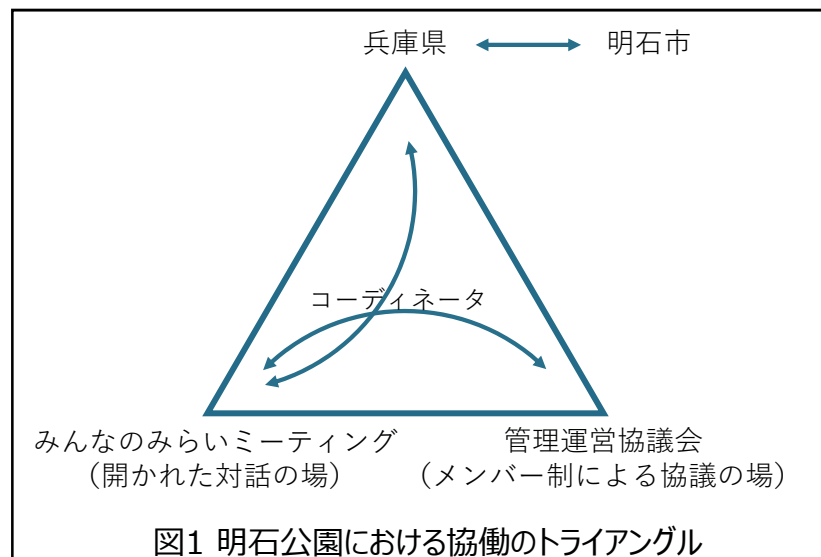 兵庫県 明石市
コーディネータ
みんなのみらいミーティング 管理運営協議会
（開かれた対話の場） （メンバー制による協議の場）
図1 明石公園における協働のトライアングル